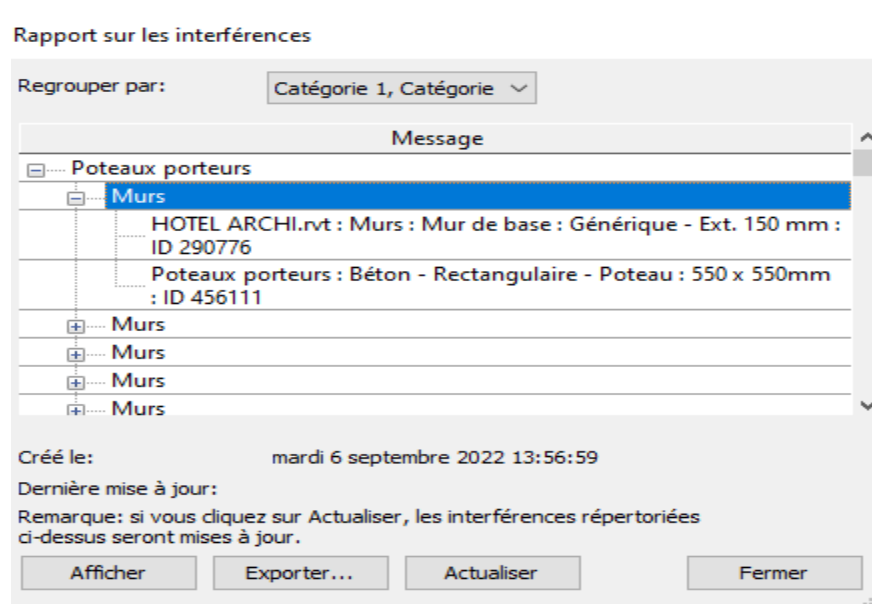 Rapport sur les interférences
Regrouper par:
Catégorie 1, Catégorie
Message
Poteaux porteurs
Murs
HOTEL ARCHI.rvt : Murs : Mur de base : Générique - Ext. 150 mm :
ID 290776
Poteaux porteurs : Béton - Rectangulaire - Poteau : 550 x 550mm
: ID 456111
Murs
Murs
Murs
Murs
Créé le: mardi 6 septembre 2022 13:56:59
Dernière mise à jour:
Remarque: si vous cliquez sur Actualiser, les interférences répertoriées
ci-dessus seront mises à jour.
Afficher Exporter... Actualiser Fermer